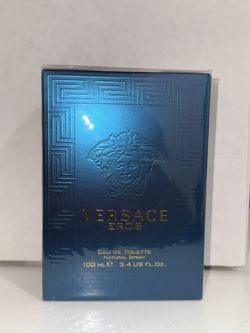 VERSACE
EROS
EAU DE TOILETTE
NATURAL SPRAY
100 ML ℮ 3.4 US FL.OZ.